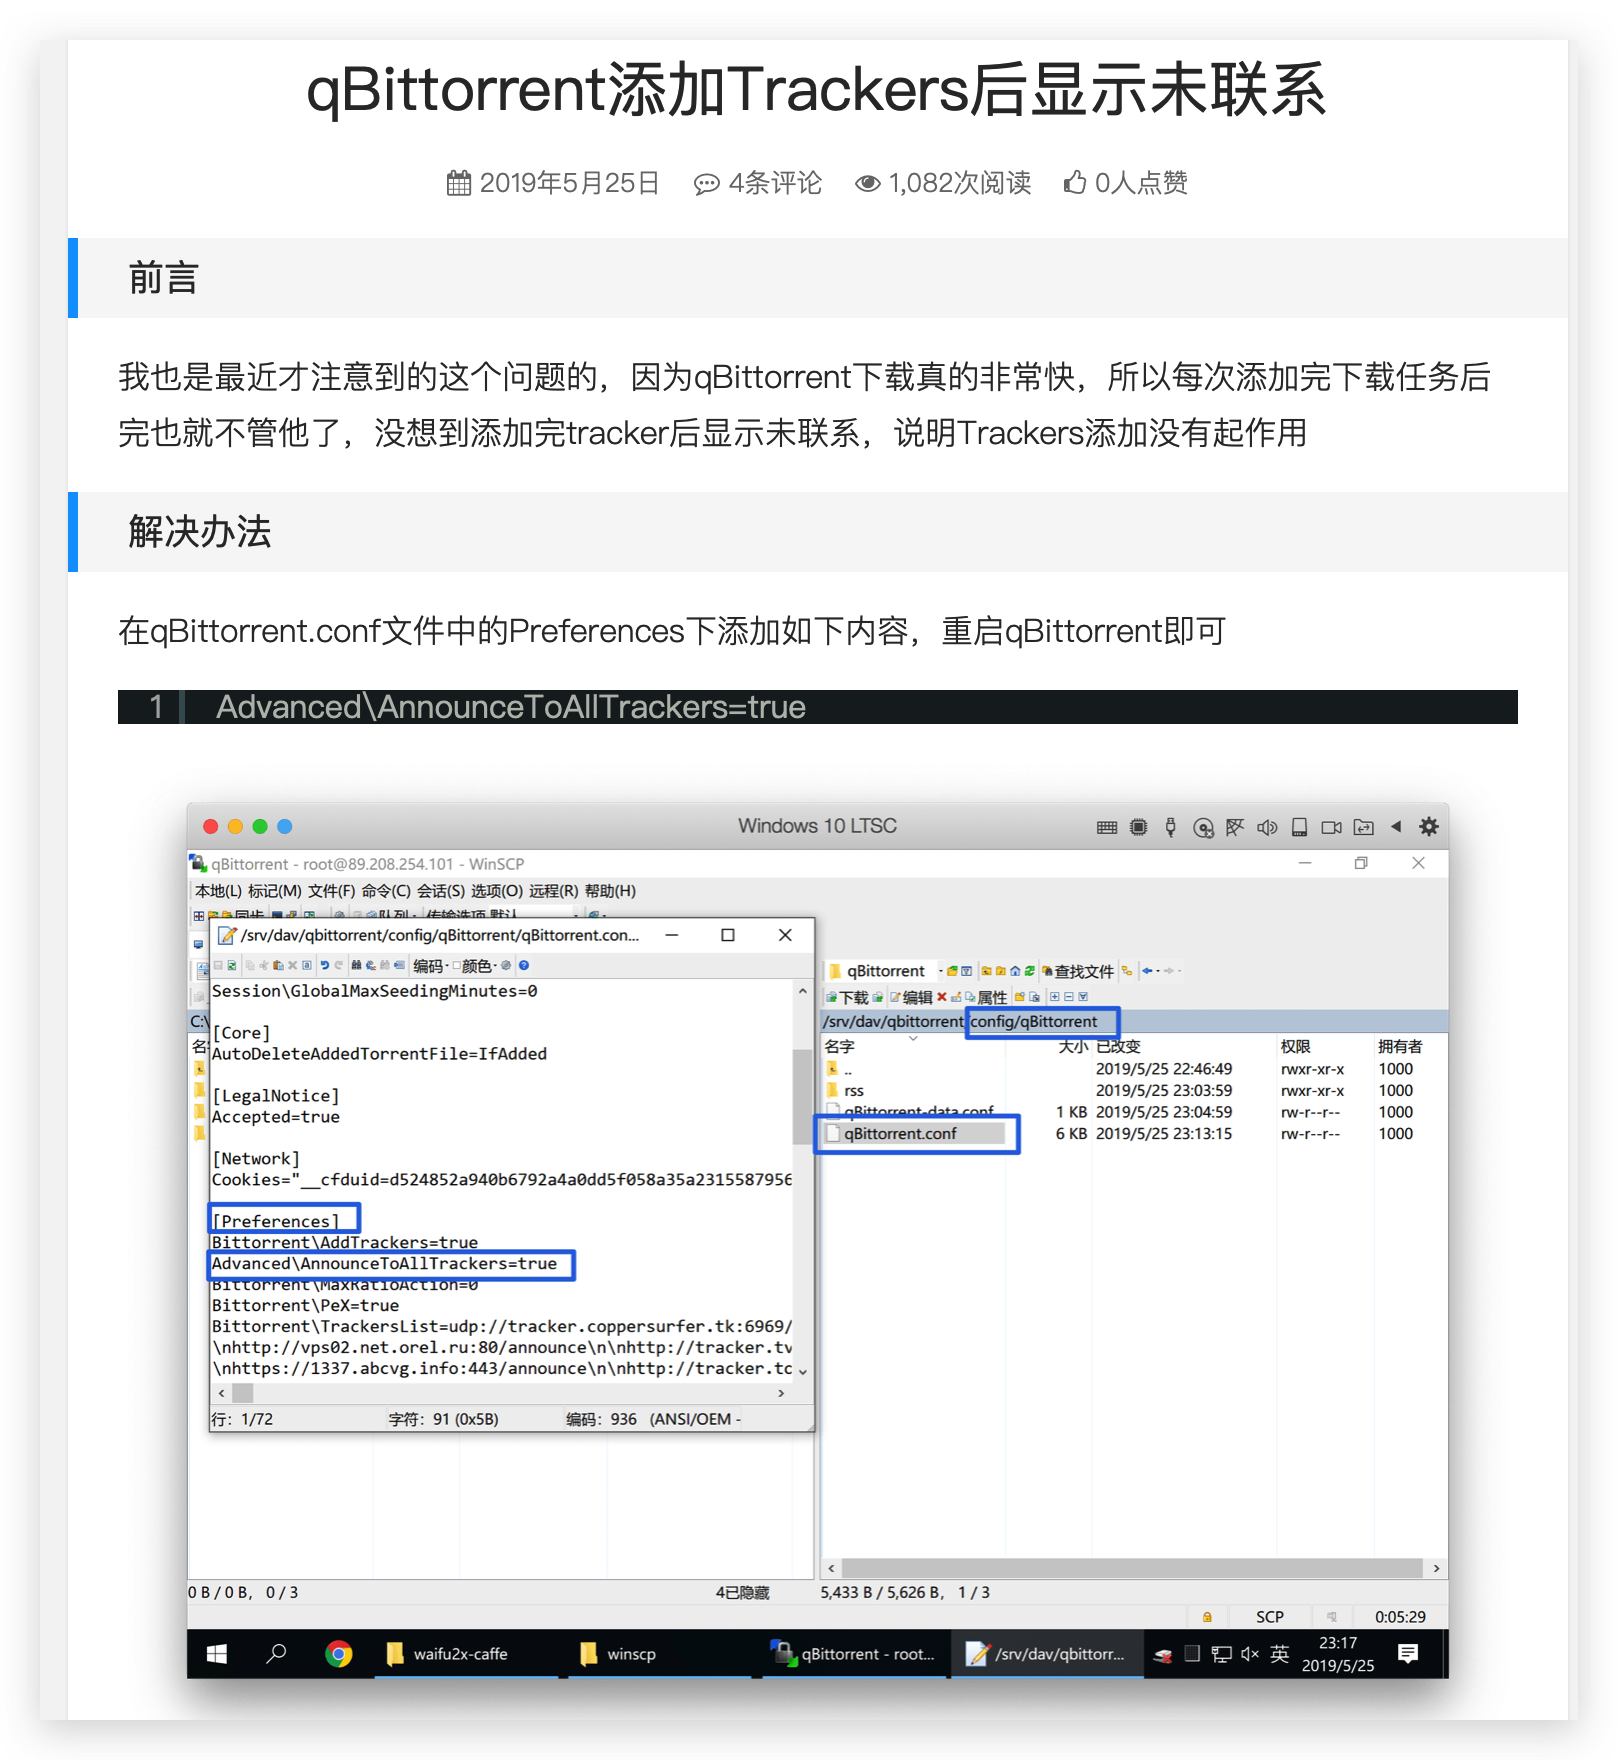 qBittorrent添加Trackers后显示未联系
2019年5月25日 4条评论 1,082次阅读 0人点赞
前言
我也是最近才注意到的这个问题的，因为qBittorrent下载真的非常快，所以每次添加完下载任务后
完也就不管他了，没想到添加完tracker后显示未联系，说明Trackers添加没有起作用
解决办法
在qBittorrent.conf文件中的Preferences下添加如下内容，重启qBittorrent即可
1 Advanced\AnnounceToAllTrackers=true
Windows 10 LTSC
qBittorrent - root@89.208.254.101 - WinSCP
本地(L) 标记(M) 文件(F) 命令(C) 会话(S) 选项(O) 远程(R) 帮助(H)
同步 队列 传输选项 默认
/srv/dav/qbittorrent/config/qBittorrent/qBittorrent.con...
编码 颜色
Session\GlobalMaxSeedingMinutes=0
[Core]
AutoDeleteAddedTorrentFile=IfAdded
[LegalNotice]
Accepted=true
[Network]
Cookies="__cfduid=d524852a940b6792a4a0dd5f058a35a2315587956
[Preferences]
Bittorrent\AddTrackers=true
Advanced\AnnounceToAllTrackers=true
Bittorrent\MaxRatioAction=0
Bittorrent\PeX=true
Bittorrent\TrackersList=udp://tracker.coppersurfer.tk:6969/
\nhttp://vps02.net.orel.ru:80/announce\n\nhttp://tracker.tv
\nhttps://1337.abcvg.info:443/announce\n\nhttp://tracker.tc
行：1/72 字符：91 (0x5B) 编码：936 (ANSI/OEM -
C:\
名
qBittorrent 查找文件
下载 编辑 属性
/srv/dav/qbittorrent/config/qBittorrent
名字 大小 已改变 权限 拥有者
.. 2019/5/25 22:46:49 rwxr-xr-x 1000
rss 2019/5/25 23:03:59 rwxr-xr-x 1000
qBittorrent-data.conf 1 KB 2019/5/25 23:04:59 rw-r--r-- 1000
qBittorrent.conf 6 KB 2019/5/25 23:13:15 rw-r--r-- 1000
0 B / 0 B， 0 / 3 4已隐藏 5,433 B / 5,626 B， 1 / 3
SCP 0:05:29
waifu2x-caffe winscp qBittorrent - root... /srv/dav/qbittorr... 英 23:17
2019/5/25